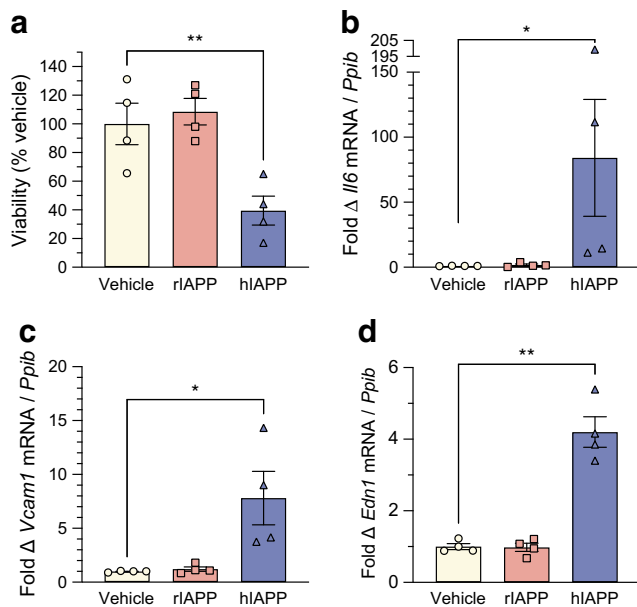 a
**
Viability (% vehicle)
140
120
100
80
60
40
20
0
Vehicle rIAPP hIAPP
b
*
Fold Δ Il6 mRNA / Ppib
205
195
150
100
50
0
Vehicle rIAPP hIAPP
c
*
Fold Δ Vcam1 mRNA / Ppib
20
15
10
5
0
Vehicle rIAPP hIAPP
d
**
Fold Δ Edn1 mRNA / Ppib
6
4
2
0
Vehicle rIAPP hIAPP